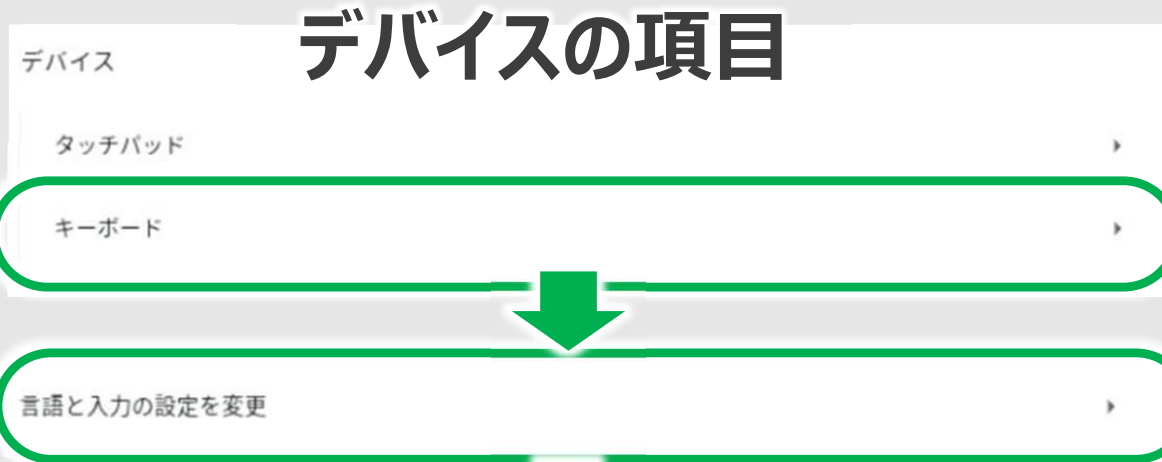 デバイスの項目
デバイス
タッチパッド
キーボード
言語と入力の設定を変更